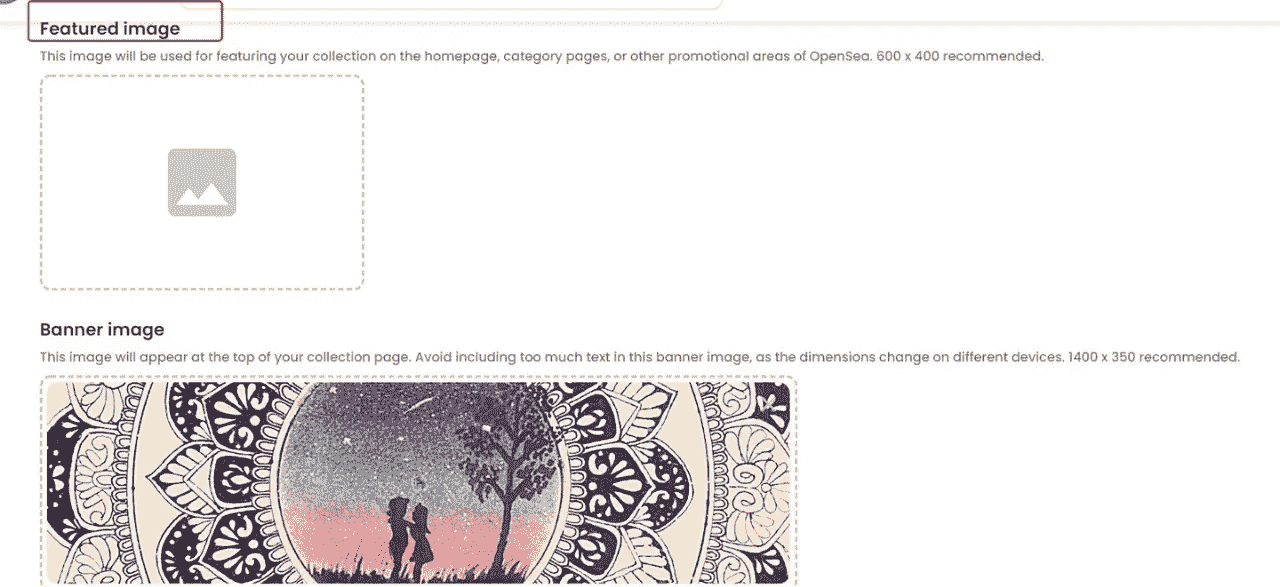 Featured image
This image will be used for featuring your collection on the homepage, category pages, or other promotional areas of OpenSea. 600 x 400 recommended.
Banner image
This image will appear at the top of your collection page. Avoid including too much text in this banner image, as the dimensions change on different devices. 1400 x 350 recommended.